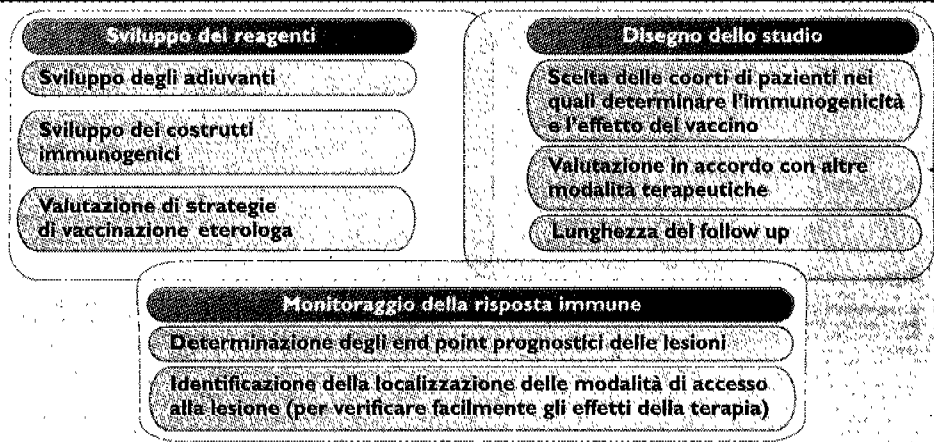 Sviluppo dei reagenti
Sviluppo degli adiuvanti
Sviluppo dei costrutti
immunogenici
Valutazione di strategie
di vaccinazione eterologa
Disegno dello studio
Scelta delle coorti di pazienti nei
quali determinare l'immunogenicità
e l'effetto del vaccino
Valutazione in accordo con altre
modalità terapeutiche
Lunghezza del follow up
Monitoraggio della risposta immune
Determinazione degli end point prognostici delle lesioni
Identificazione della localizzazione delle modalità di accesso
alla lesione (per verificare facilmente gli effetti della terapia)